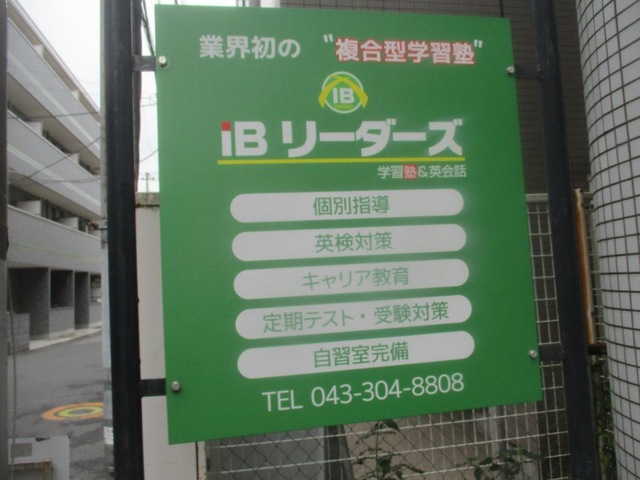 業界初の "複合型学習塾"
iB
iB リーダーズ
学習塾&英会話
個別指導
英検対策
キャリア教育
定期テスト・受験対策
自習室完備
TEL 043-304-8808